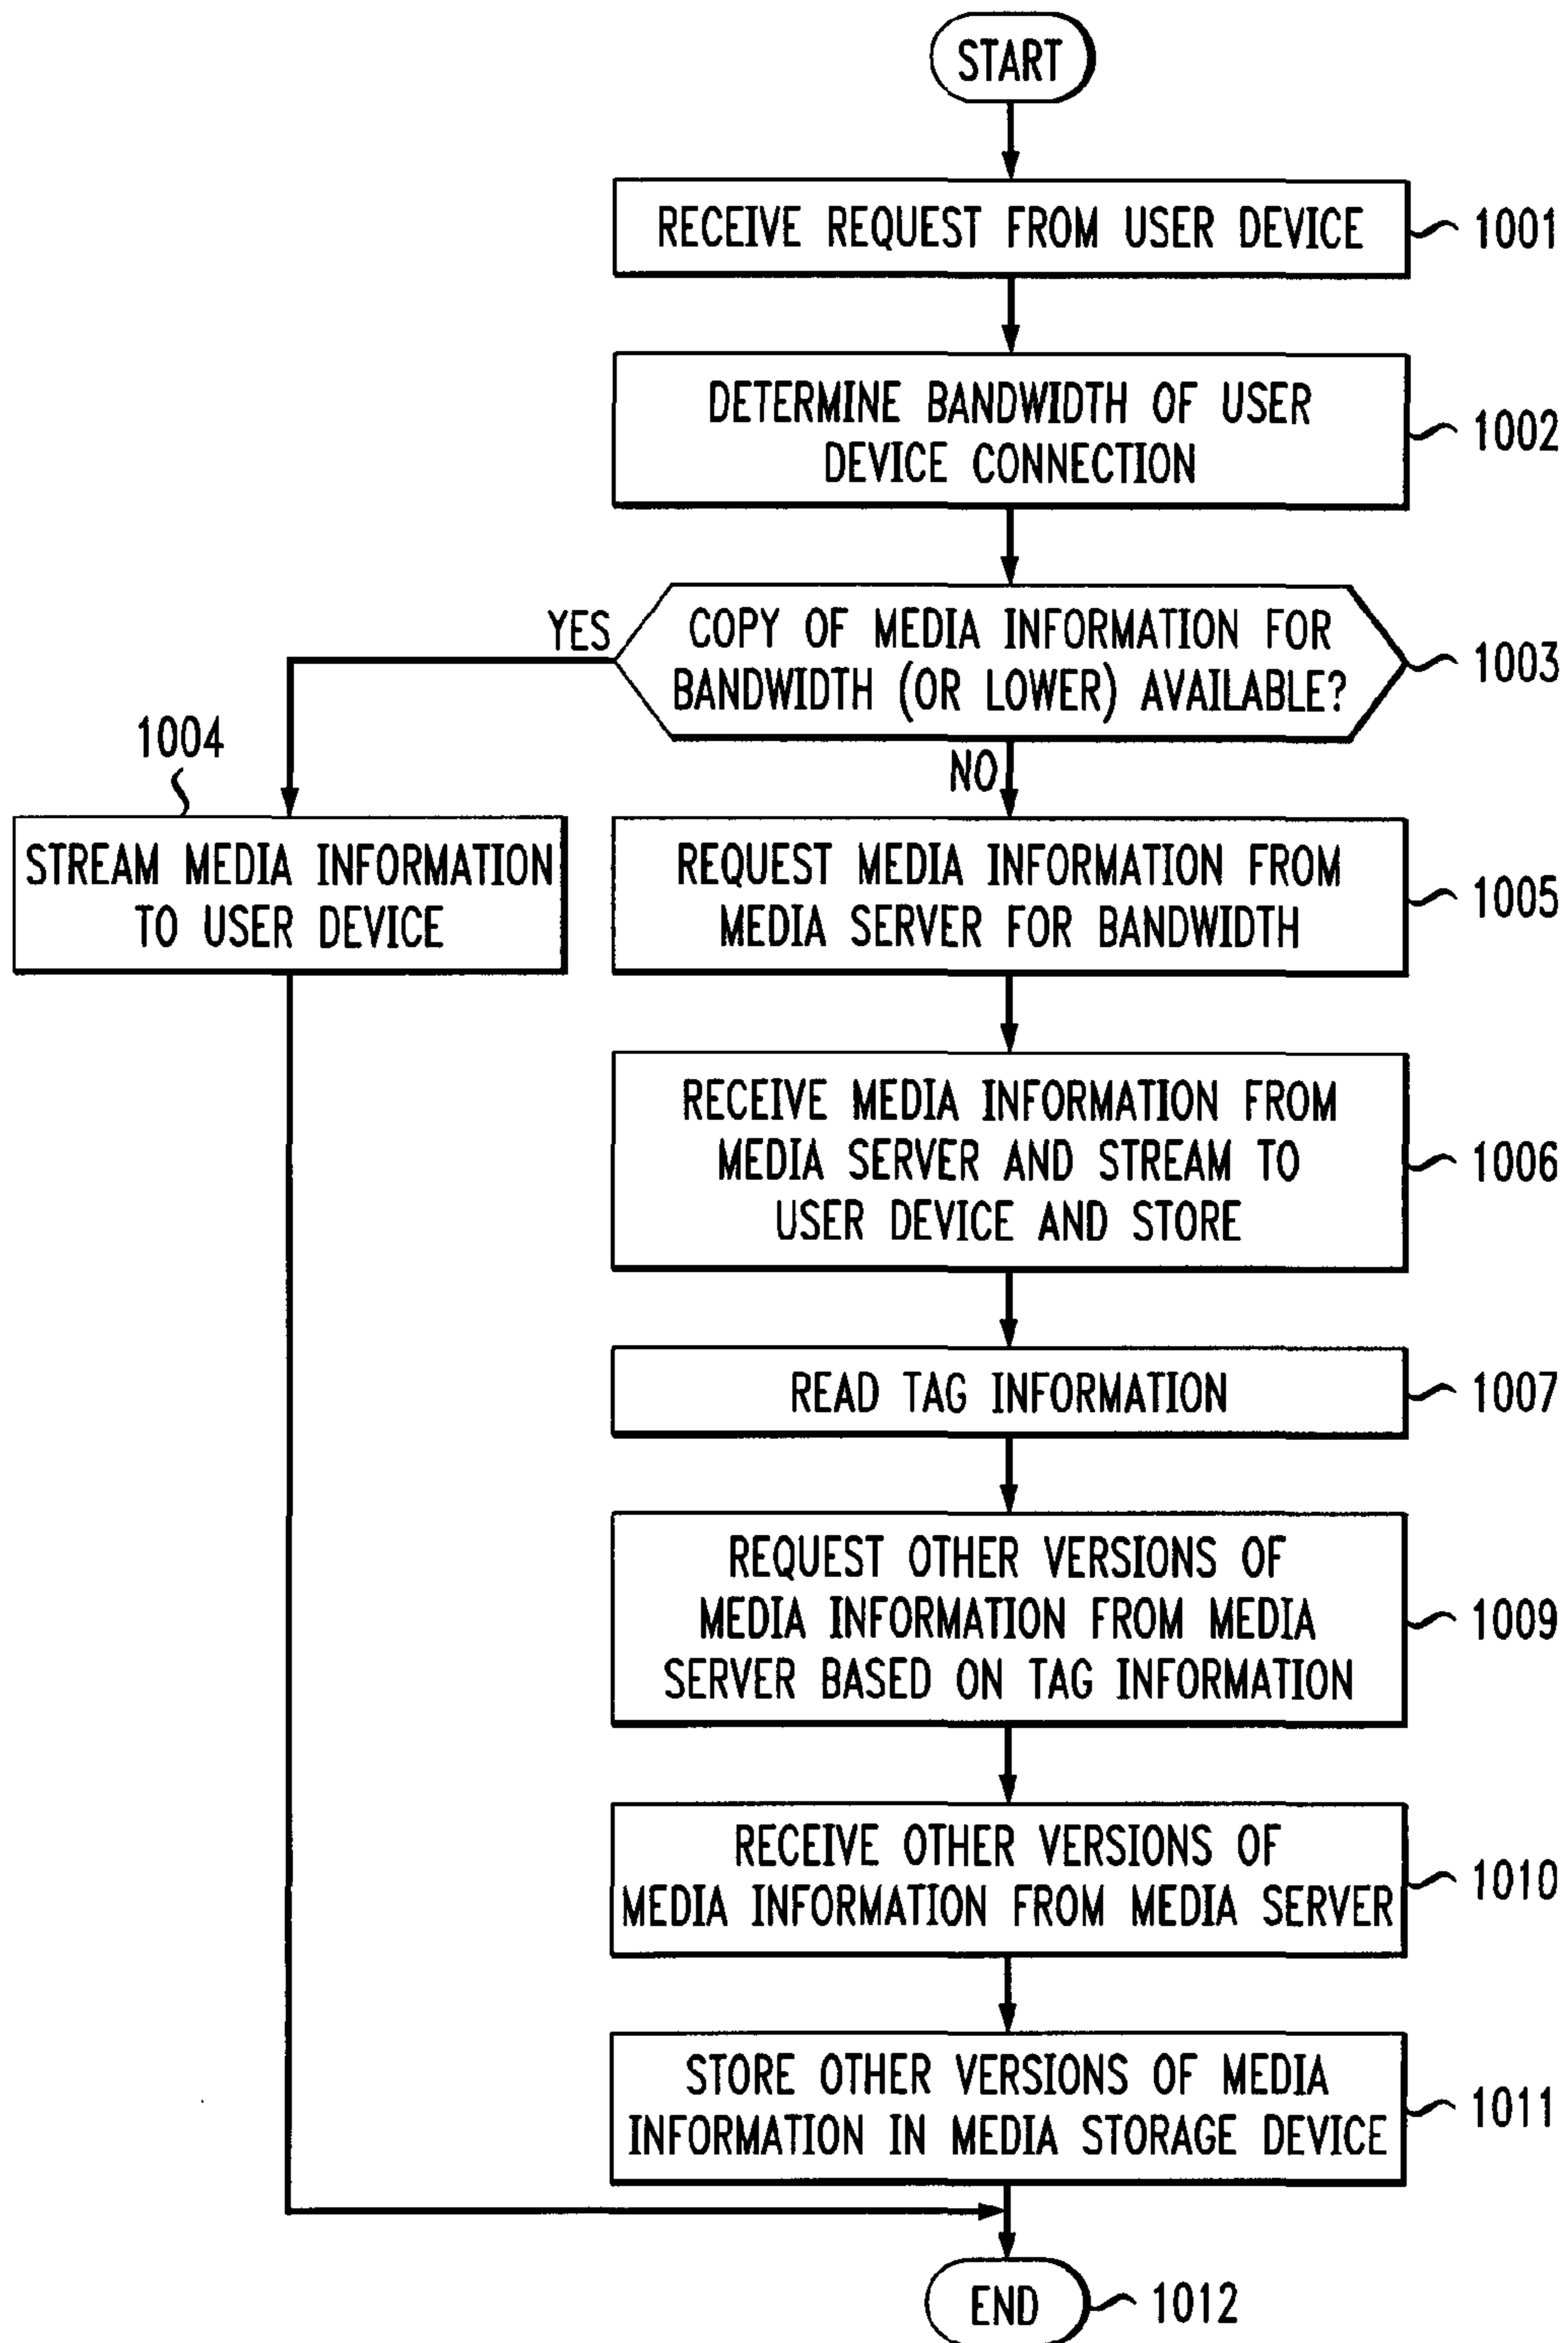 START
RECEIVE REQUEST FROM USER DEVICE
1001
DETERMINE BANDWIDTH OF USER
DEVICE CONNECTION
1002
YES
COPY OF MEDIA INFORMATION FOR
BANDWIDTH (OR LOWER) AVAILABLE?
1003
NO
1004
STREAM MEDIA INFORMATION
TO USER DEVICE
REQUEST MEDIA INFORMATION FROM
MEDIA SERVER FOR BANDWIDTH
1005
RECEIVE MEDIA INFORMATION FROM
MEDIA SERVER AND STREAM TO
USER DEVICE AND STORE
1006
READ TAG INFORMATION
1007
REQUEST OTHER VERSIONS OF
MEDIA INFORMATION FROM MEDIA
SERVER BASED ON TAG INFORMATION
1009
RECEIVE OTHER VERSIONS OF
MEDIA INFORMATION FROM MEDIA SERVER
1010
STORE OTHER VERSIONS OF MEDIA
INFORMATION IN MEDIA STORAGE DEVICE
1011
END
1012